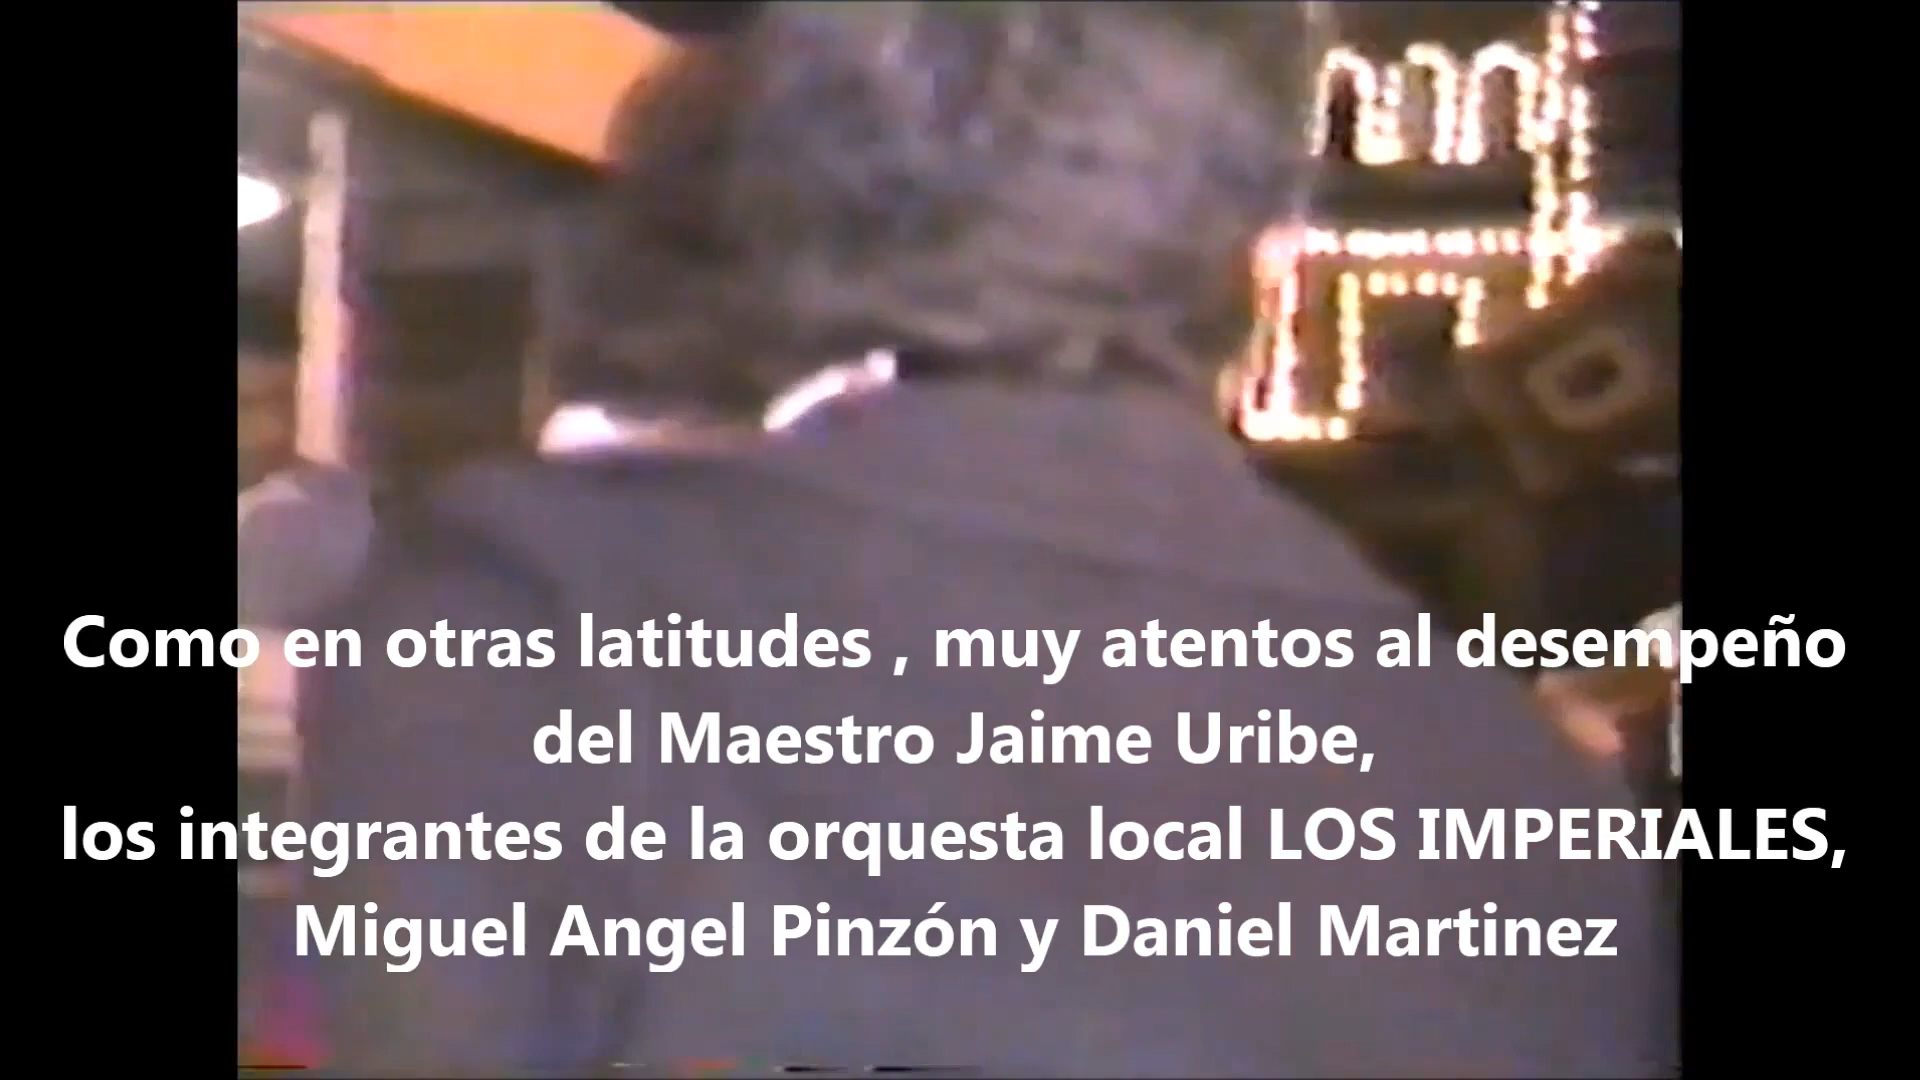 Como en otras latitudes , muy atentos al desempeño
del Maestro Jaime Uribe,
los integrantes de la orquesta local LOS IMPERIALES,
Miguel Angel Pinzón y Daniel Martinez